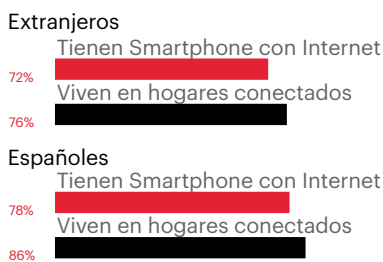 Extranjeros
Tienen Smartphone con Internet
72%
Viven en hogares conectados
76%
Españoles
Tienen Smartphone con Internet
78%
Viven en hogares conectados
86%